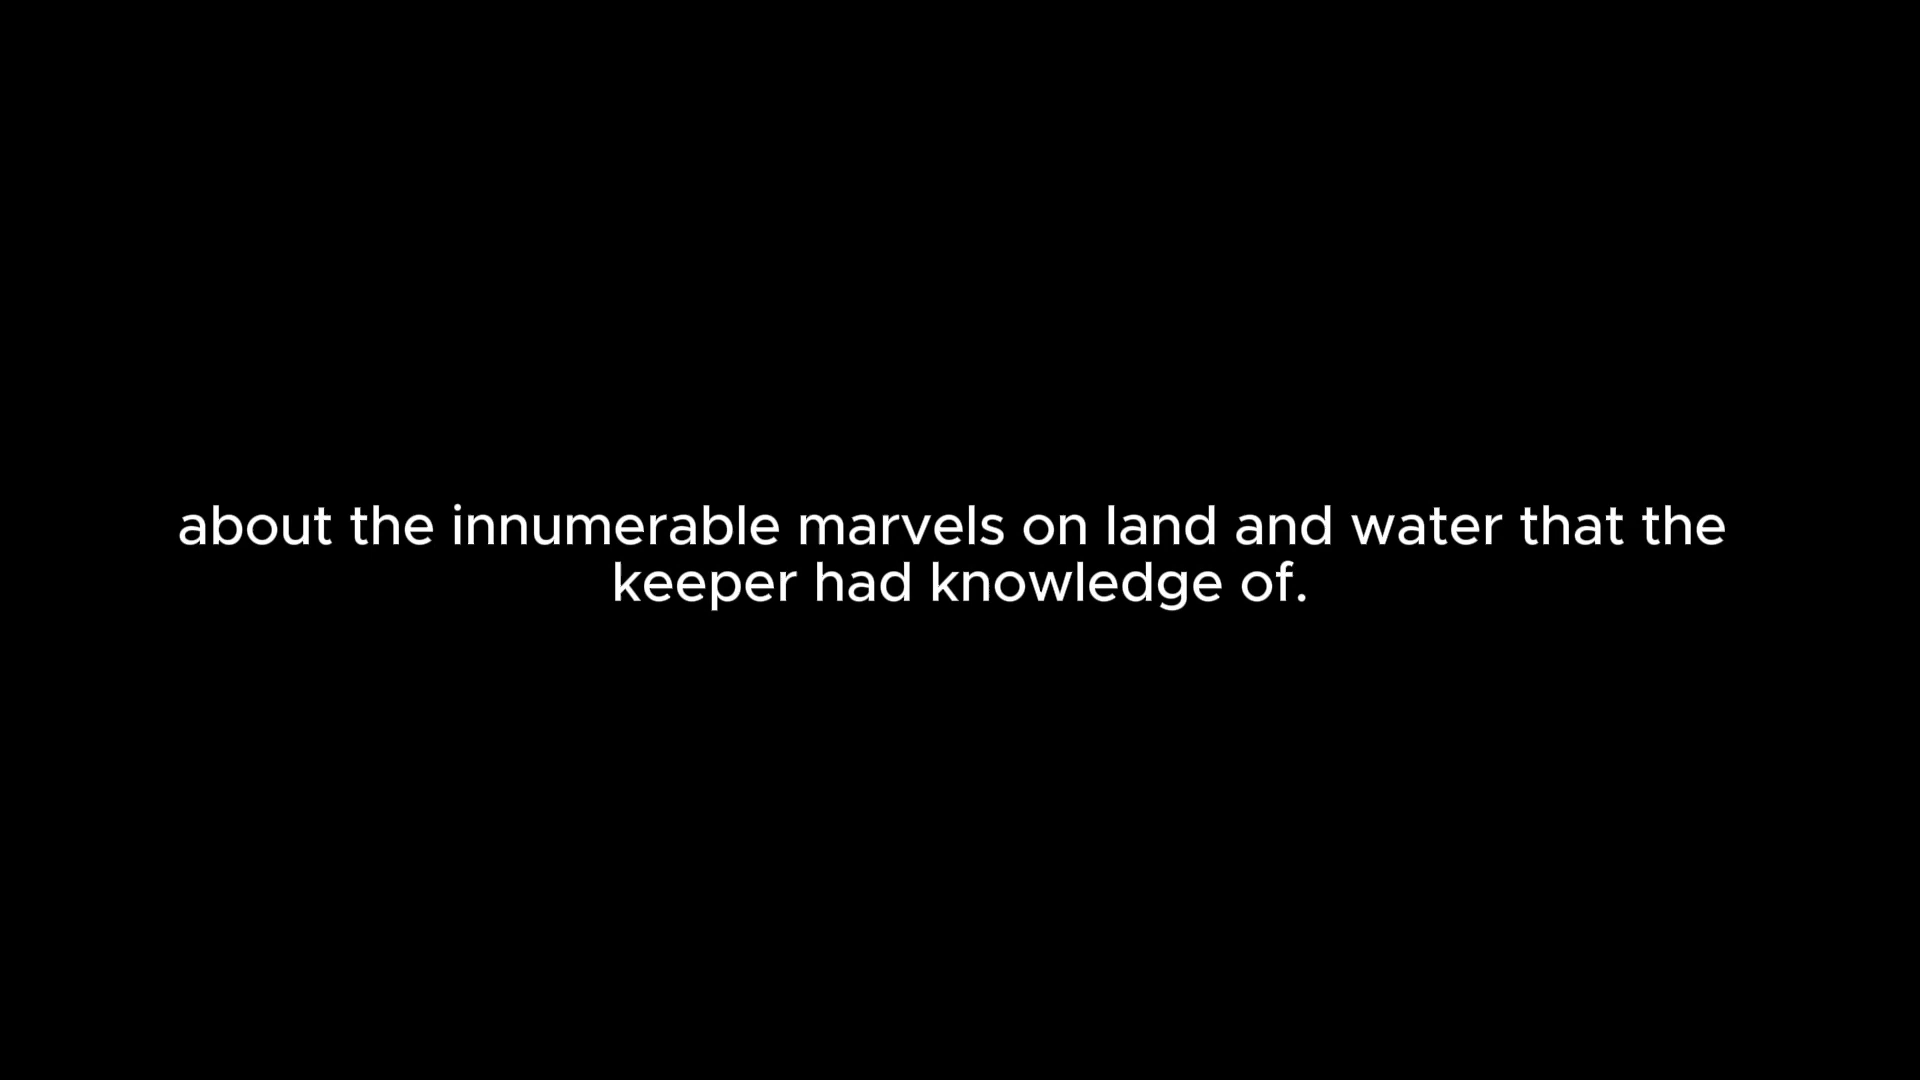 about the innumerable marvels on land and water that the
keeper had knowledge of.